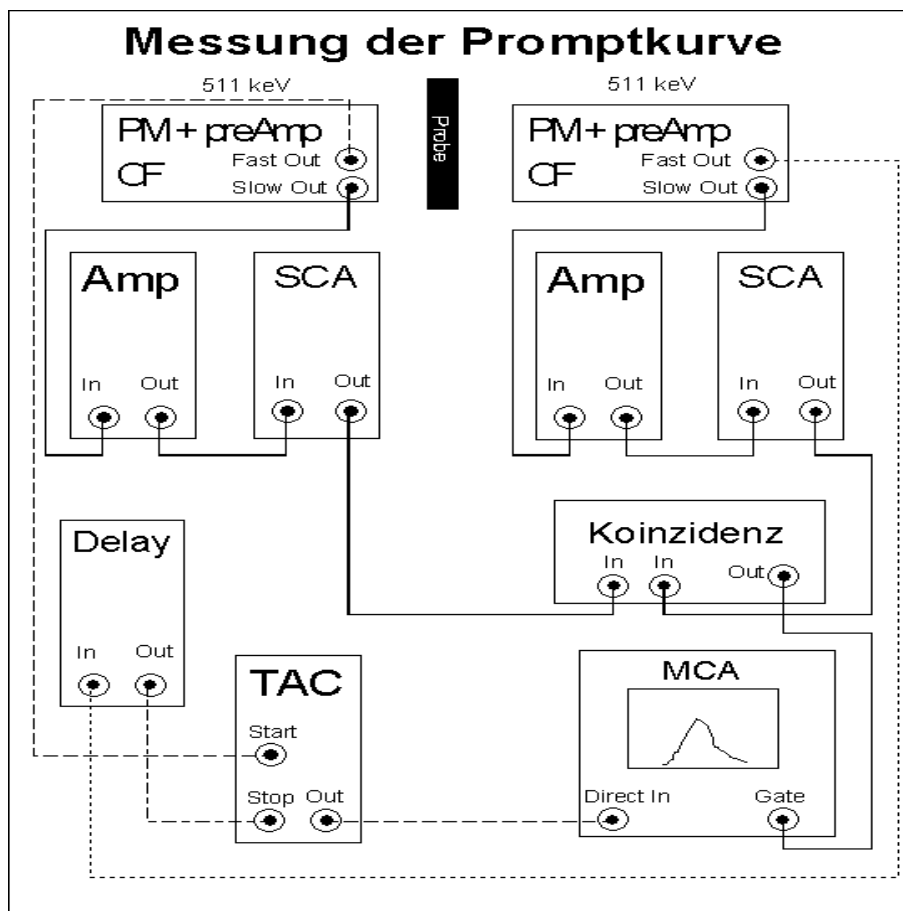 Messung der Promptkurve
511 keV
511 keV
PM + preAmp
Fast Out
CF
Slow Out
Probe
PM + preAmp
Fast Out
CF
Slow Out
Amp
In Out
SCA
In Out
Amp
In Out
SCA
In Out
Delay
In Out
Koinzidenz
In In Out
TAC
Start
Stop Out
MCA
Direct In Gate